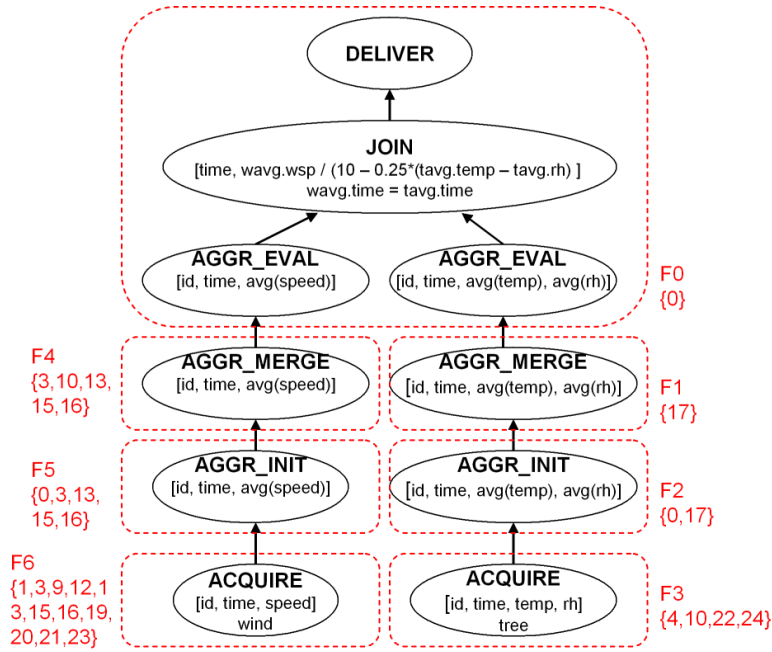 DELIVER
JOIN
[time, wavg.wsp / (10 – 0.25*(tavg.temp – tavg.rh) ]
wavg.time = tavg.time
AGGR_EVAL
[id, time, avg(speed)]
AGGR_EVAL
[id, time, avg(temp), avg(rh)]
F0
{0}
F4
{3,10,13,
15,16}
AGGR_MERGE
[id, time, avg(speed)]
AGGR_MERGE
[id, time, avg(temp), avg(rh)]
F1
{17}
F5
{0,3,13,
15,16}
AGGR_INIT
[id, time, avg(speed)]
AGGR_INIT
[id, time, avg(temp), avg(rh)]
F2
{0,17}
F6
{1,3,9,12,1
3,15,16,19,
20,21,23}
ACQUIRE
[id, time, speed]
wind
ACQUIRE
[id, time, temp, rh]
tree
F3
{4,10,22,24}